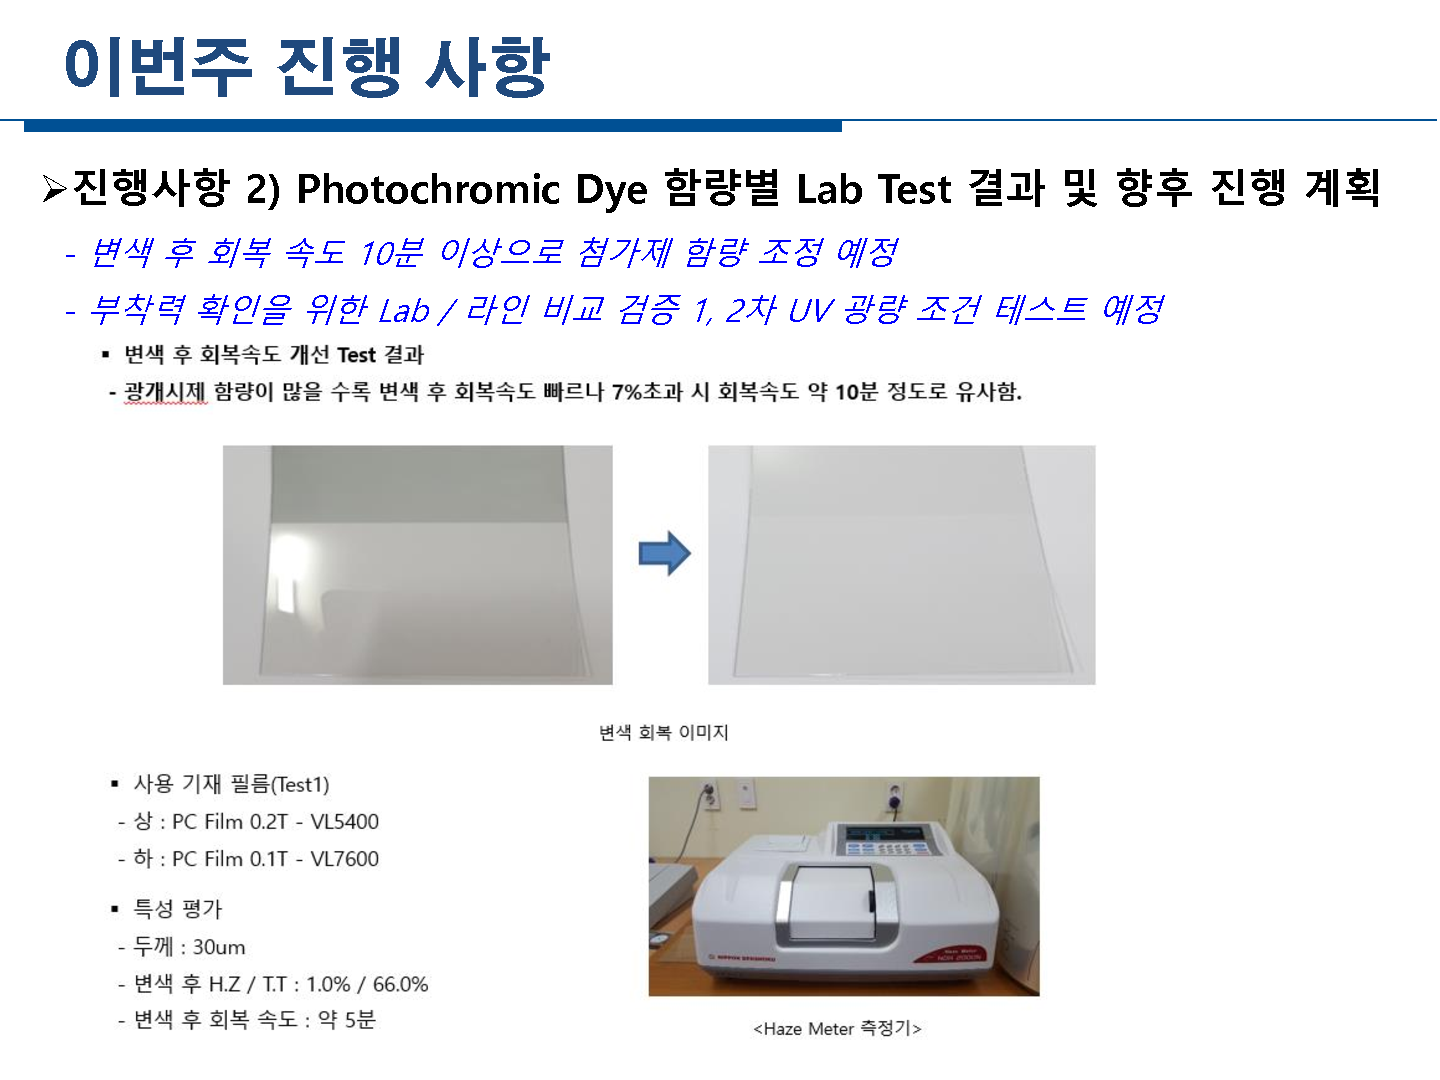 이번주 진행 사항
➢진행사항 2) Photochromic Dye 함량별 Lab Test 결과 및 향후 진행 계획
- 변색 후 회복 속도 10분 이상으로 첨가제 함량 조정 예정
- 부착력 확인을 위한 Lab / 라인 비교 검증 1, 2차 UV 광량 조건 테스트 예정
▪ 변색 후 회복속도 개선 Test 결과
- 광개시제 함량이 많을 수록 변색 후 회복속도 빠르나 7%초과 시 회복속도 약 10분 정도로 유사함.
변색 회복 이미지
▪ 사용 기재 필름(Test1)
- 상 : PC Film 0.2T - VL5400
- 하 : PC Film 0.1T - VL7600
▪ 특성 평가
- 두께 : 30um
- 변색 후 H.Z / T.T : 1.0% / 66.0%
- 변색 후 회복 속도 : 약 5분
NIPPON DENSHOKU
Haze Meter
<Haze Meter 측정기>